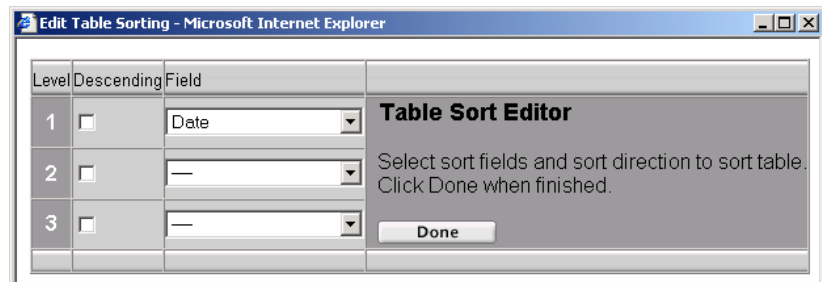 Edit Table Sorting - Microsoft Internet Explorer
Level Descending Field
1 Date
Table Sort Editor
2 —
Select sort fields and sort direction to sort table.
Click Done when finished.
3 —
Done